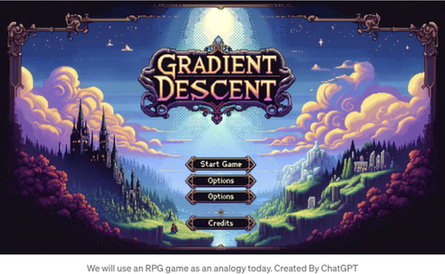 GRADIENT
DESCENT
Start Game
Options
Options
Credits
We will use an RPG game as an analogy today. Created By ChatGPT